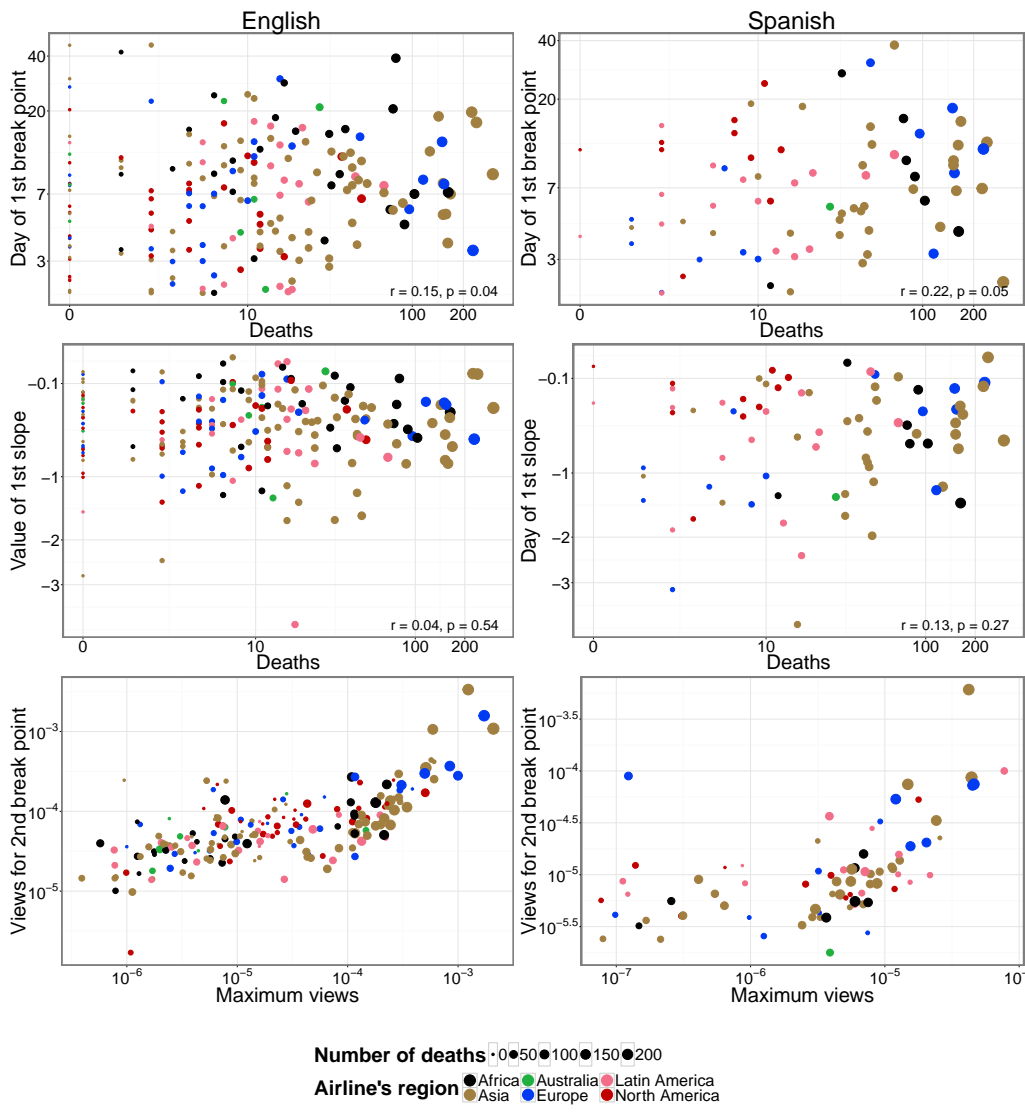 English
Spanish
Day of 1st break point
40
20
7
3
r = 0.15, p = 0.04
0
10
100
200
Deaths
Day of 1st break point
40
20
7
3
r = 0.22, p = 0.05
0
10
100
200
Deaths
Value of 1st slope
−0.1
−1
−2
−3
r = 0.04, p = 0.54
0
10
100
200
Deaths
Day of 1st slope
−0.1
−1
−2
−3
r = 0.13, p = 0.27
0
10
100
200
Deaths
Views for 2nd break point
10−3
10−4
10−5
10−6
10−5
10−4
10−3
Maximum views
Views for 2nd break point
10−3.5
10−4
10−4.5
10−5
10−5.5
10−7
10−6
10−5
Maximum views
Number of deaths 0 50 100 150 200
Airline's region Africa Australia Latin America
Asia Europe North America